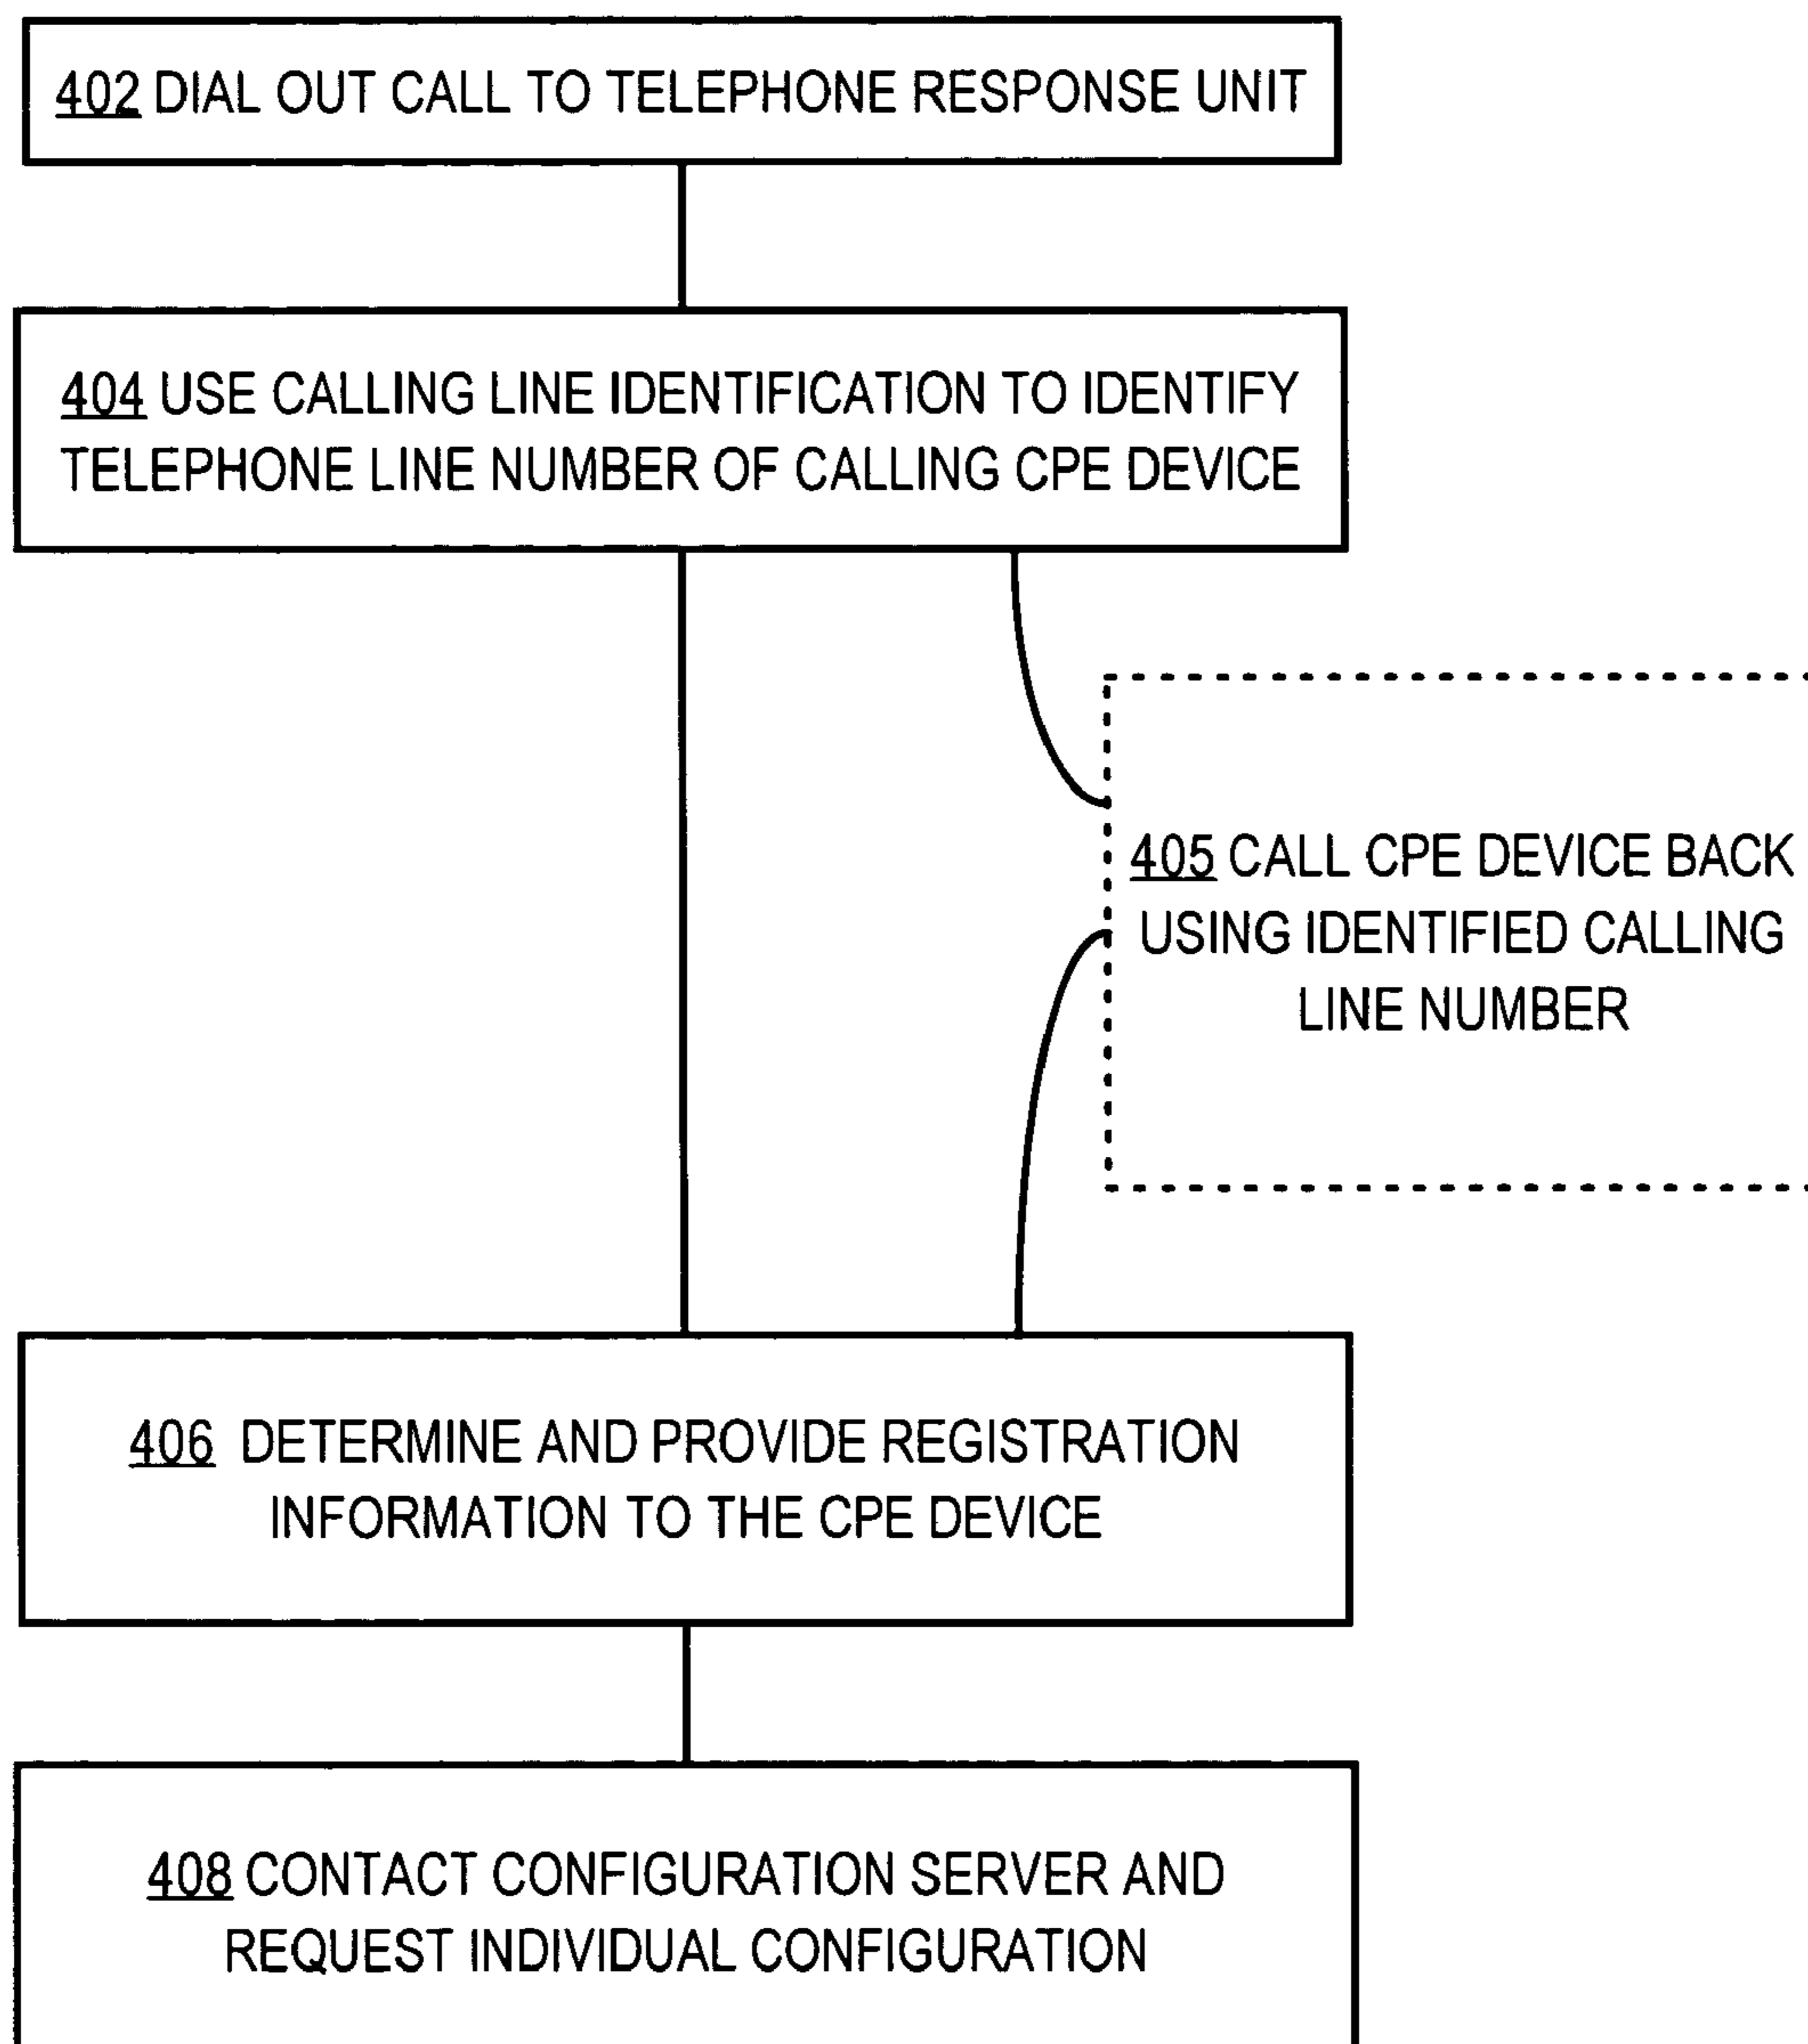 402 DIAL OUT CALL TO TELEPHONE RESPONSE UNIT
404 USE CALLING LINE IDENTIFICATION TO IDENTIFY
TELEPHONE LINE NUMBER OF CALLING CPE DEVICE
405 CALL CPE DEVICE BACK
USING IDENTIFIED CALLING
LINE NUMBER
406 DETERMINE AND PROVIDE REGISTRATION
INFORMATION TO THE CPE DEVICE
408 CONTACT CONFIGURATION SERVER AND
REQUEST INDIVIDUAL CONFIGURATION